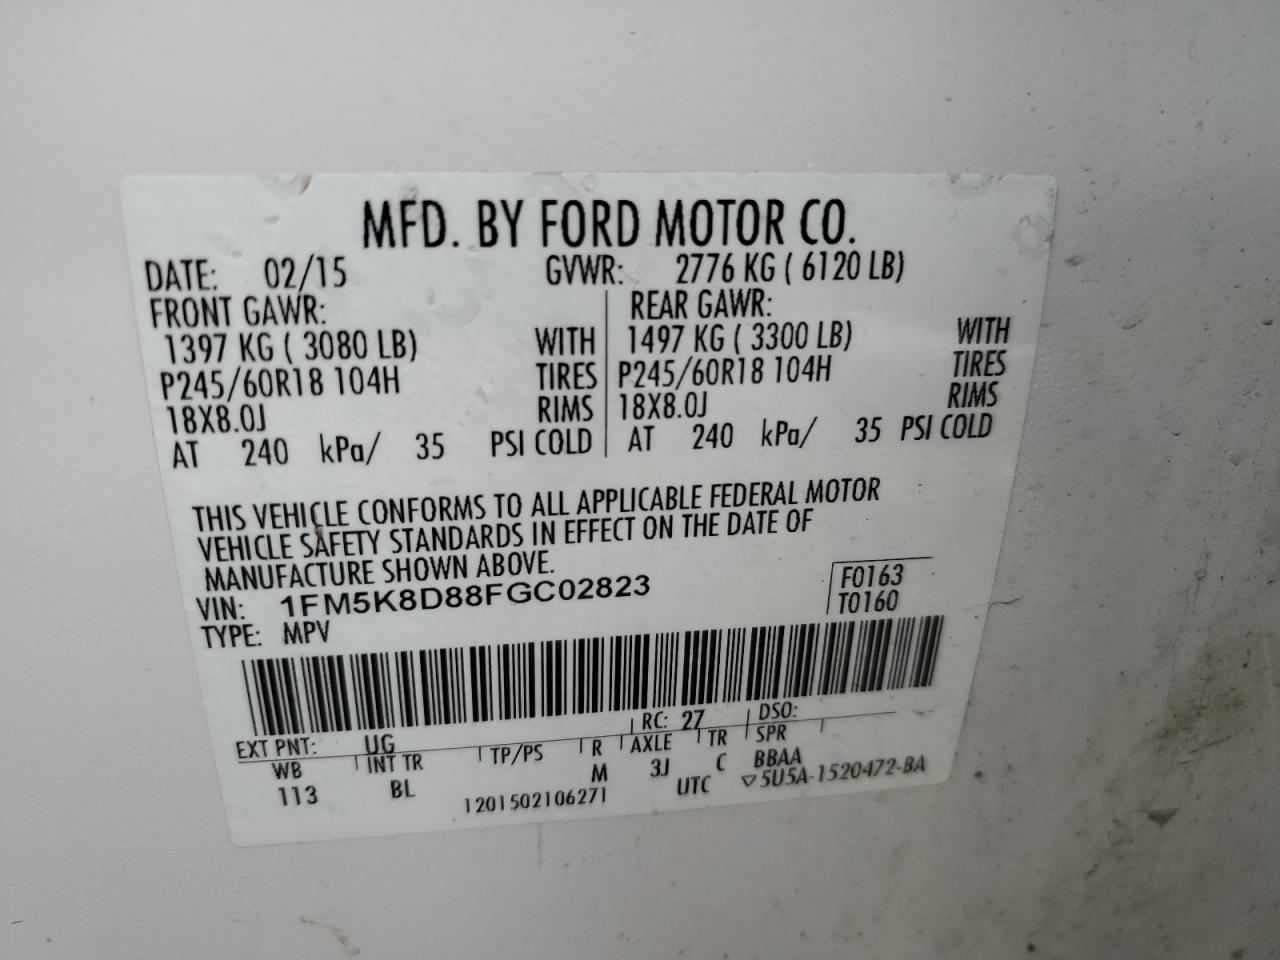 MFD. BY FORD MOTOR CO.
DATE: 02/15 GVWR: 2776 KG ( 6120 LB)
FRONT GAWR: REAR GAWR:
1397 KG ( 3080 LB) WITH 1497 KG ( 3300 LB) WITH
P245/60R18 104H TIRES P245/60R18 104H TIRES
18X8.0J RIMS 18X8.0J RIMS
AT 240 kPa/ 35 PSI COLD AT 240 kPa/ 35 PSI COLD
THIS VEHICLE CONFORMS TO ALL APPLICABLE FEDERAL MOTOR
VEHICLE SAFETY STANDARDS IN EFFECT ON THE DATE OF
MANUFACTURE SHOWN ABOVE.
VIN: 1FM5K8D88FGC02823 F0163
TYPE: MPV T0160
EXT PNT: UG RC: 27 DSO:
WB INT TR TP/PS R AXLE TR SPR
113 BL M 3J C BBAA
1201502106271 UTC ▽5U5A-1520472-BA